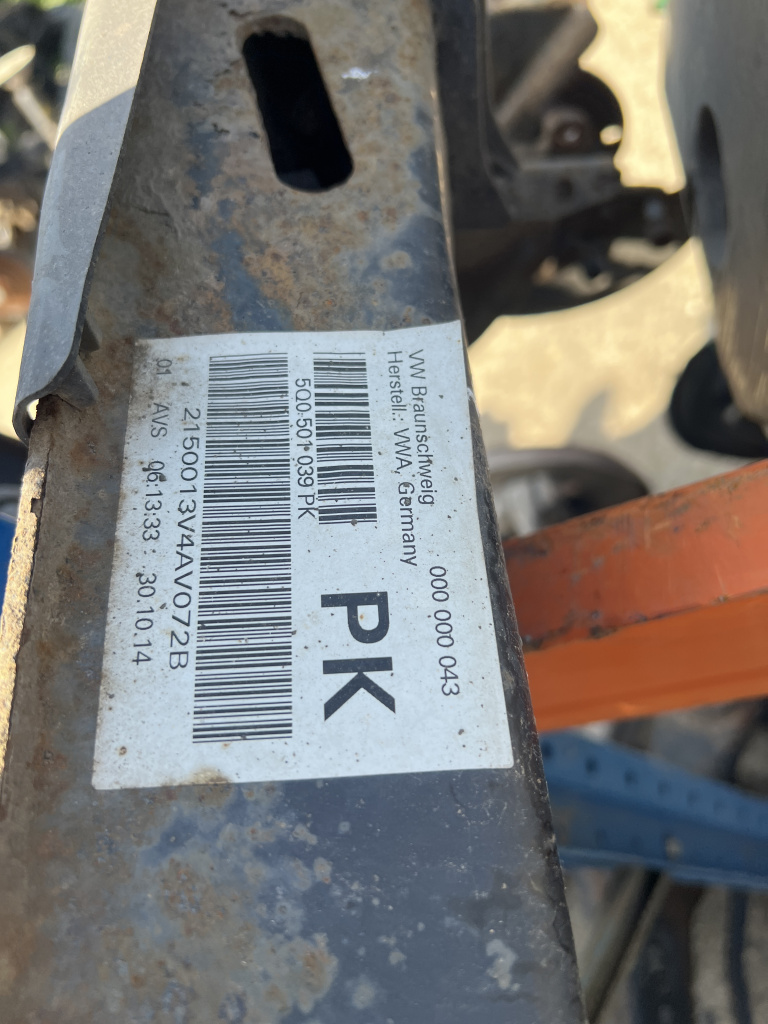 VW Braunschweig 000 000 043
Herstell.: VWA, Germany
5Q0 501 039 PK
PK
2150013V4AV072B
01 AVS 06:13:33 : 30.10.14